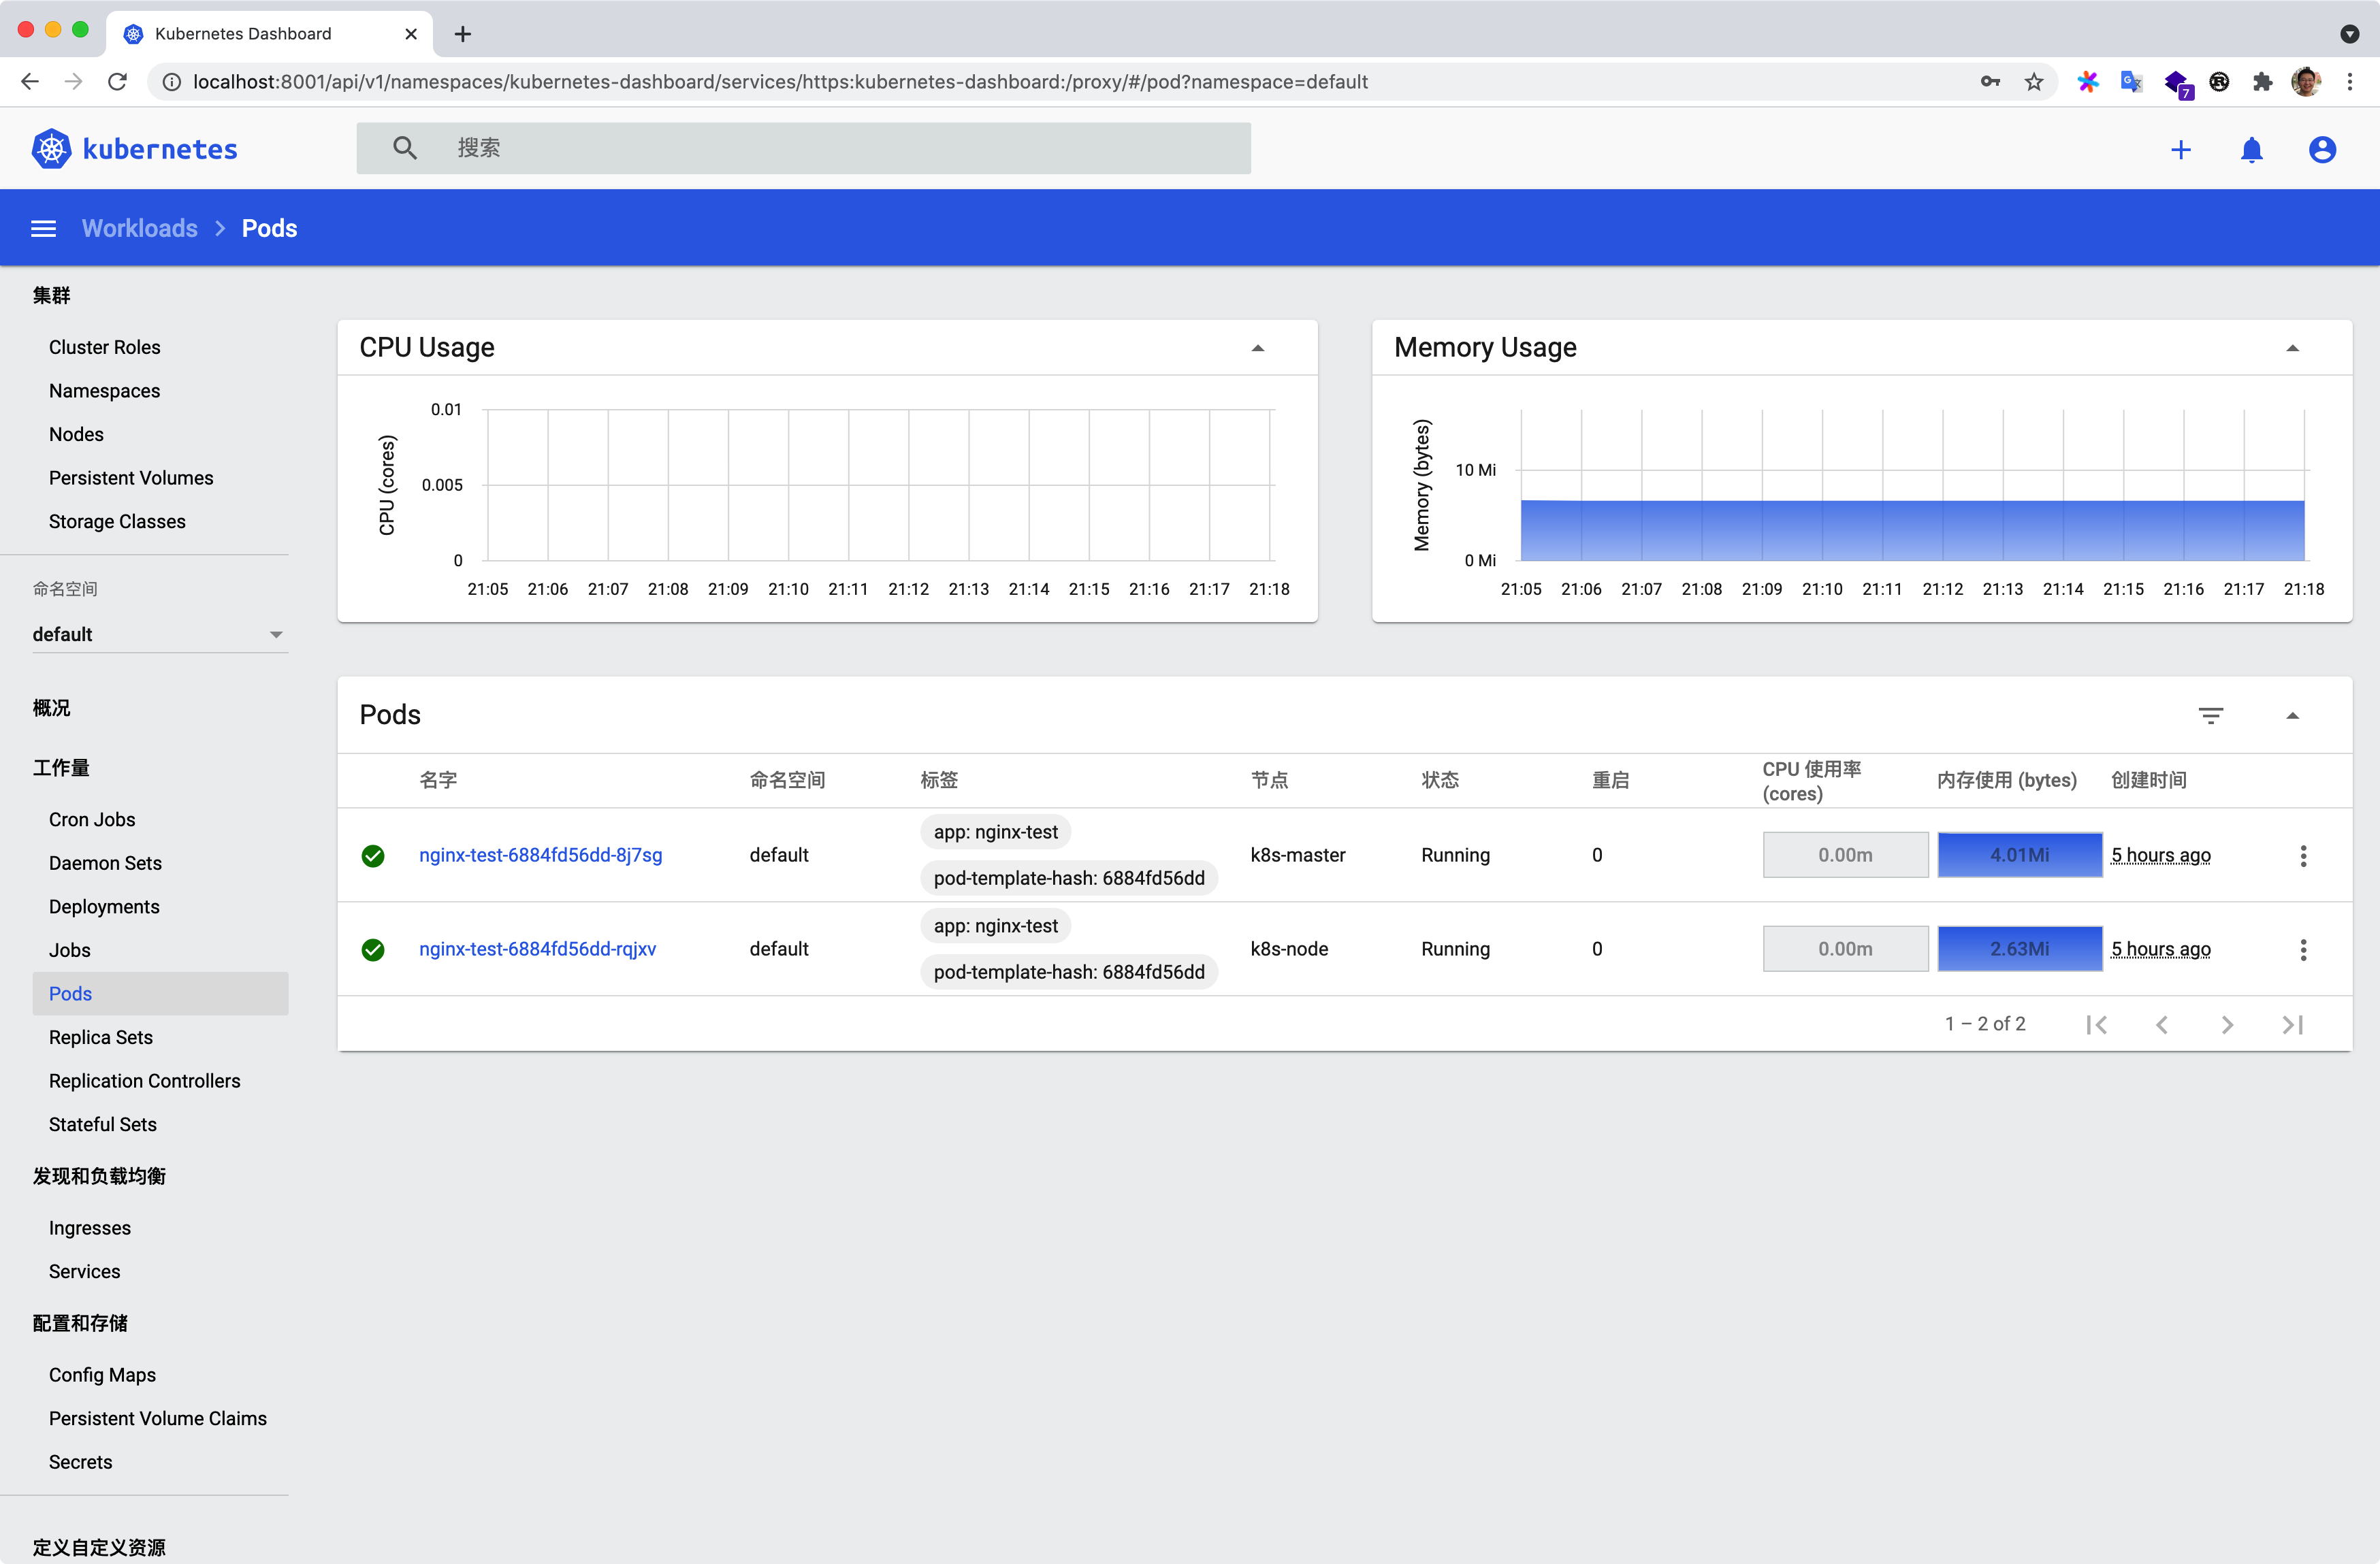 Kubernetes Dashboard
localhost:8001/api/v1/namespaces/kubernetes-dashboard/services/https:kubernetes-dashboard:/proxy/#/pod?namespace=default
7
kubernetes
搜索
Workloads
Pods
集群
Cluster Roles
Namespaces
Nodes
Persistent Volumes
Storage Classes
命名空间
default
概况
工作量
Cron Jobs
Daemon Sets
Deployments
Jobs
Pods
Replica Sets
Replication Controllers
Stateful Sets
发现和负载均衡
Ingresses
Services
配置和存储
Config Maps
Persistent Volume Claims
Secrets
定义自定义资源
CPU Usage
CPU (cores)
0.01
0.005
0
21:05 21:06 21:07 21:08 21:09 21:10 21:11 21:12 21:13 21:14 21:15 21:16 21:17 21:18
Memory Usage
Memory (bytes)
10 Mi
0 Mi
21:05 21:06 21:07 21:08 21:09 21:10 21:11 21:12 21:13 21:14 21:15 21:16 21:17 21:18
Pods
名字 命名空间 标签 节点 状态 重启 CPU 使用率 (cores) 内存使用 (bytes) 创建时间
nginx-test-6884fd56dd-8j7sg default app: nginx-test pod-template-hash: 6884fd56dd k8s-master Running 0 0.00m 4.01Mi 5 hours ago
nginx-test-6884fd56dd-rqjxv default app: nginx-test pod-template-hash: 6884fd56dd k8s-node Running 0 0.00m 2.63Mi 5 hours ago
1 – 2 of 2